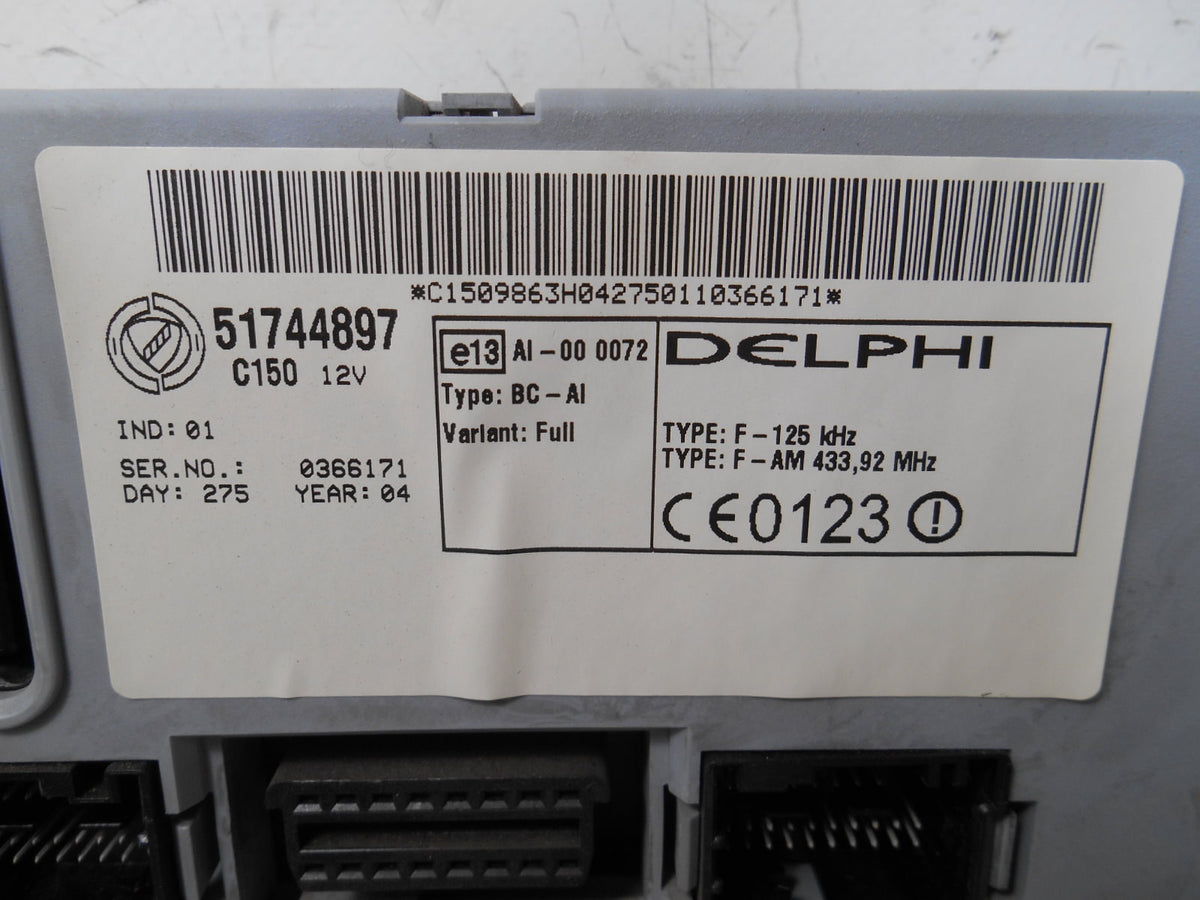 *C1509863H042750110366171*
51744897
C150 12V
IND: 01
SER.NO.: 0366171
DAY: 275 YEAR: 04
e13 AI-00 0072
Type: BC-AI
Variant: Full
DELPHI
TYPE: F-125 kHz
TYPE: F-AM 433,92 MHz
CE0123